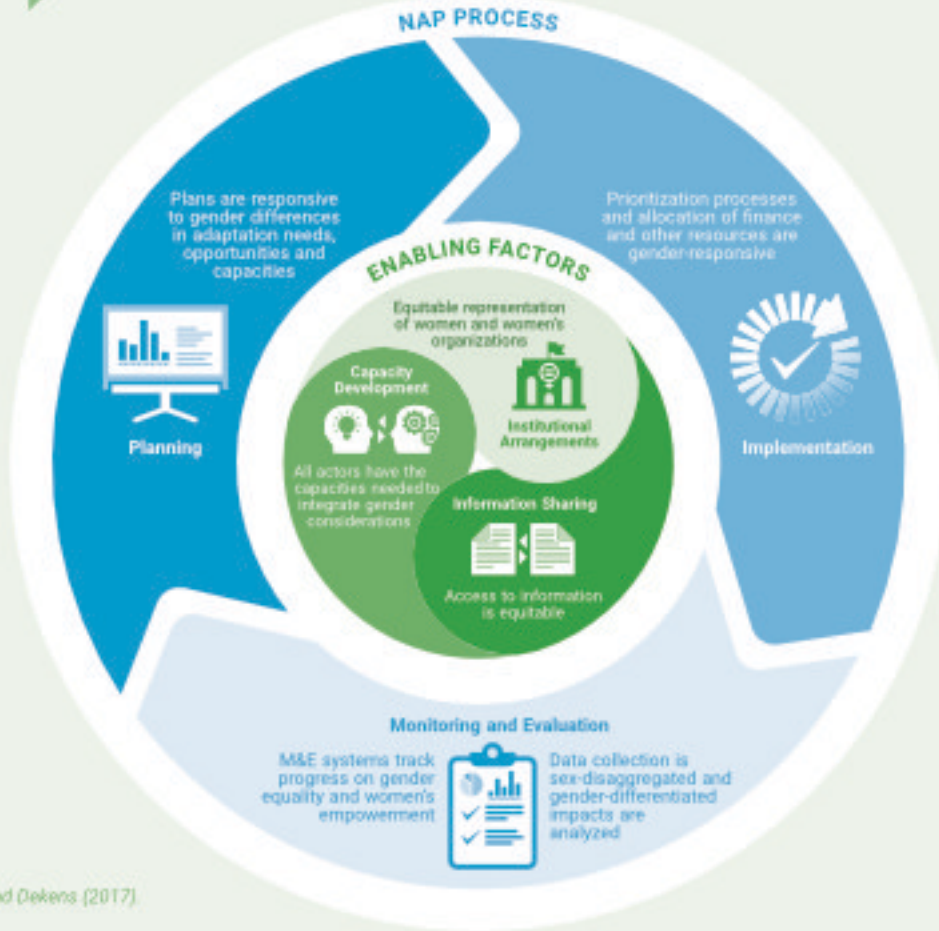 NAP PROCESS
Plans are responsive
to gender differences
in adaptation needs,
opportunities and
capacities
Planning
Prioritization processes
and allocation of finance
and other resources are
gender-responsive
Implementation
ENABLING FACTORS
Equitable representation
of women and women's
organizations
Institutional
Arrangements
Capacity
Development
All actors have the
capacities needed to
integrate gender
considerations
Information Sharing
Access to information
is equitable
Monitoring and Evaluation
M&E systems track
progress on gender
equality and women's
empowerment
Data collection is
sex-disaggregated and
gender-differentiated
impacts are
analyzed
Dekens (2017)